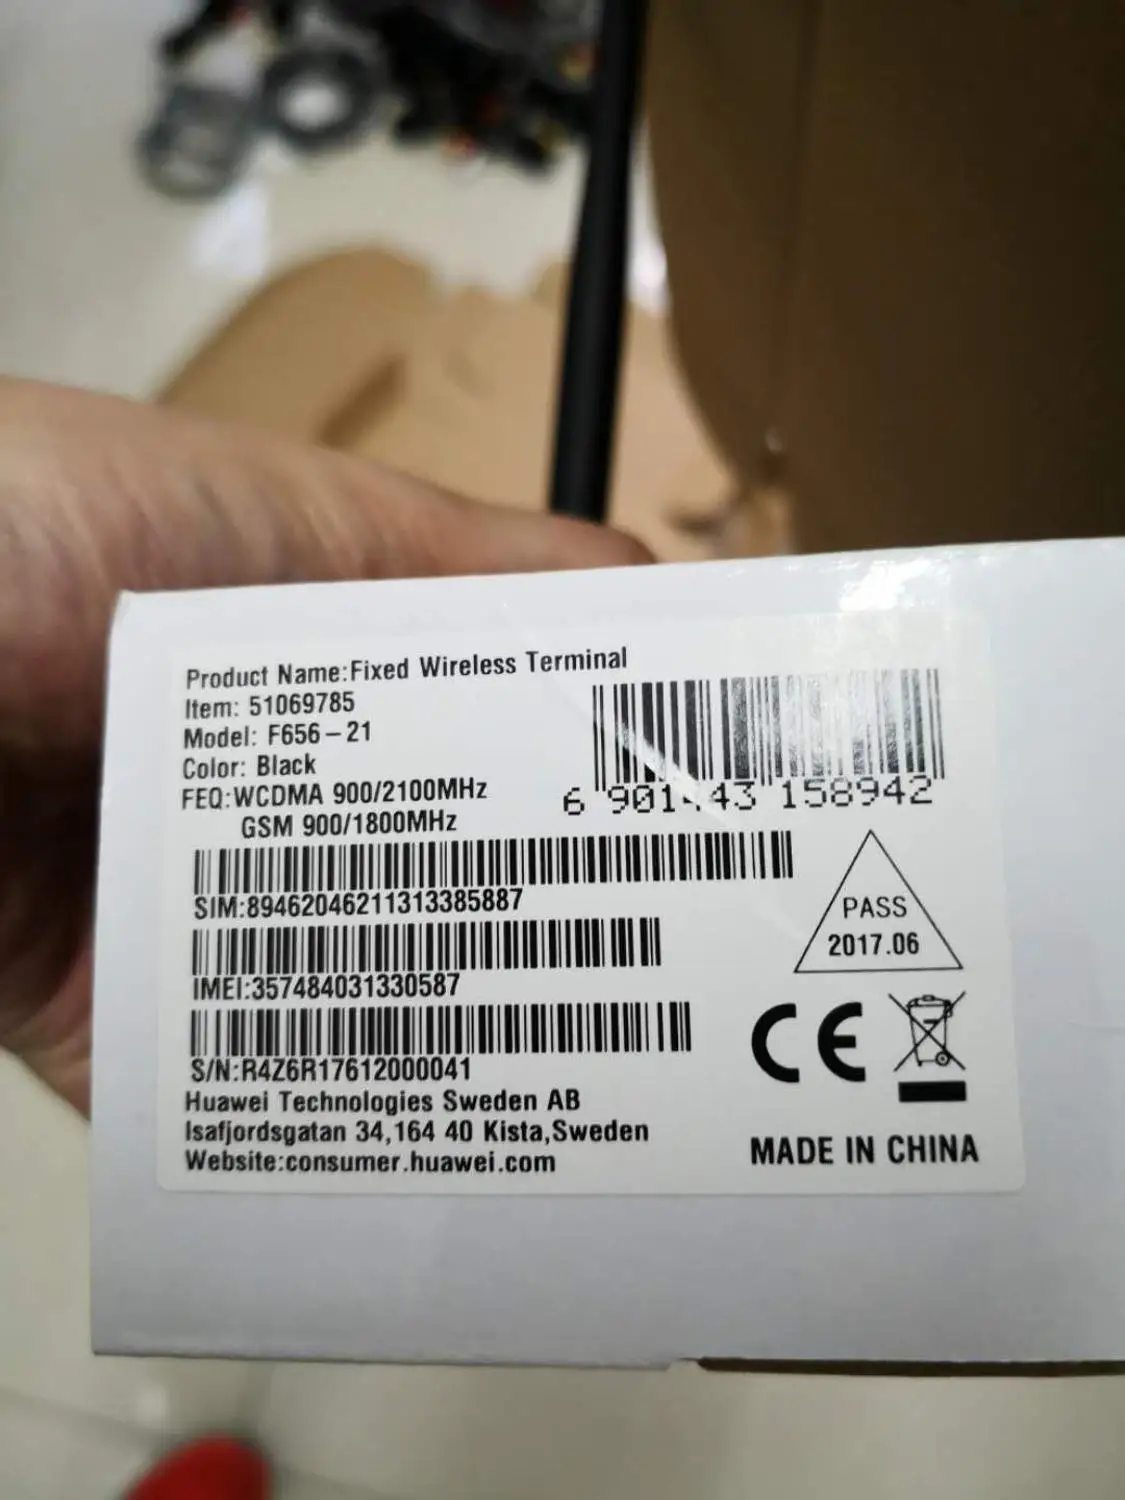 Product Name:Fixed Wireless Terminal
Item: 51069785
Model: F656-21
Color: Black
FEQ:WCDMA 900/2100MHz
GSM 900/1800MHz
6 158942
SIM:89462046211313385887
IMEI:357484031330587
S/N:R4Z6R17612000041
Huawei Technologies Sweden AB
Isafjordsgatan 34,164 40 Kista,Sweden
Website:consumer.huawei.com
PASS
2017.06
CE
MADE IN CHINA